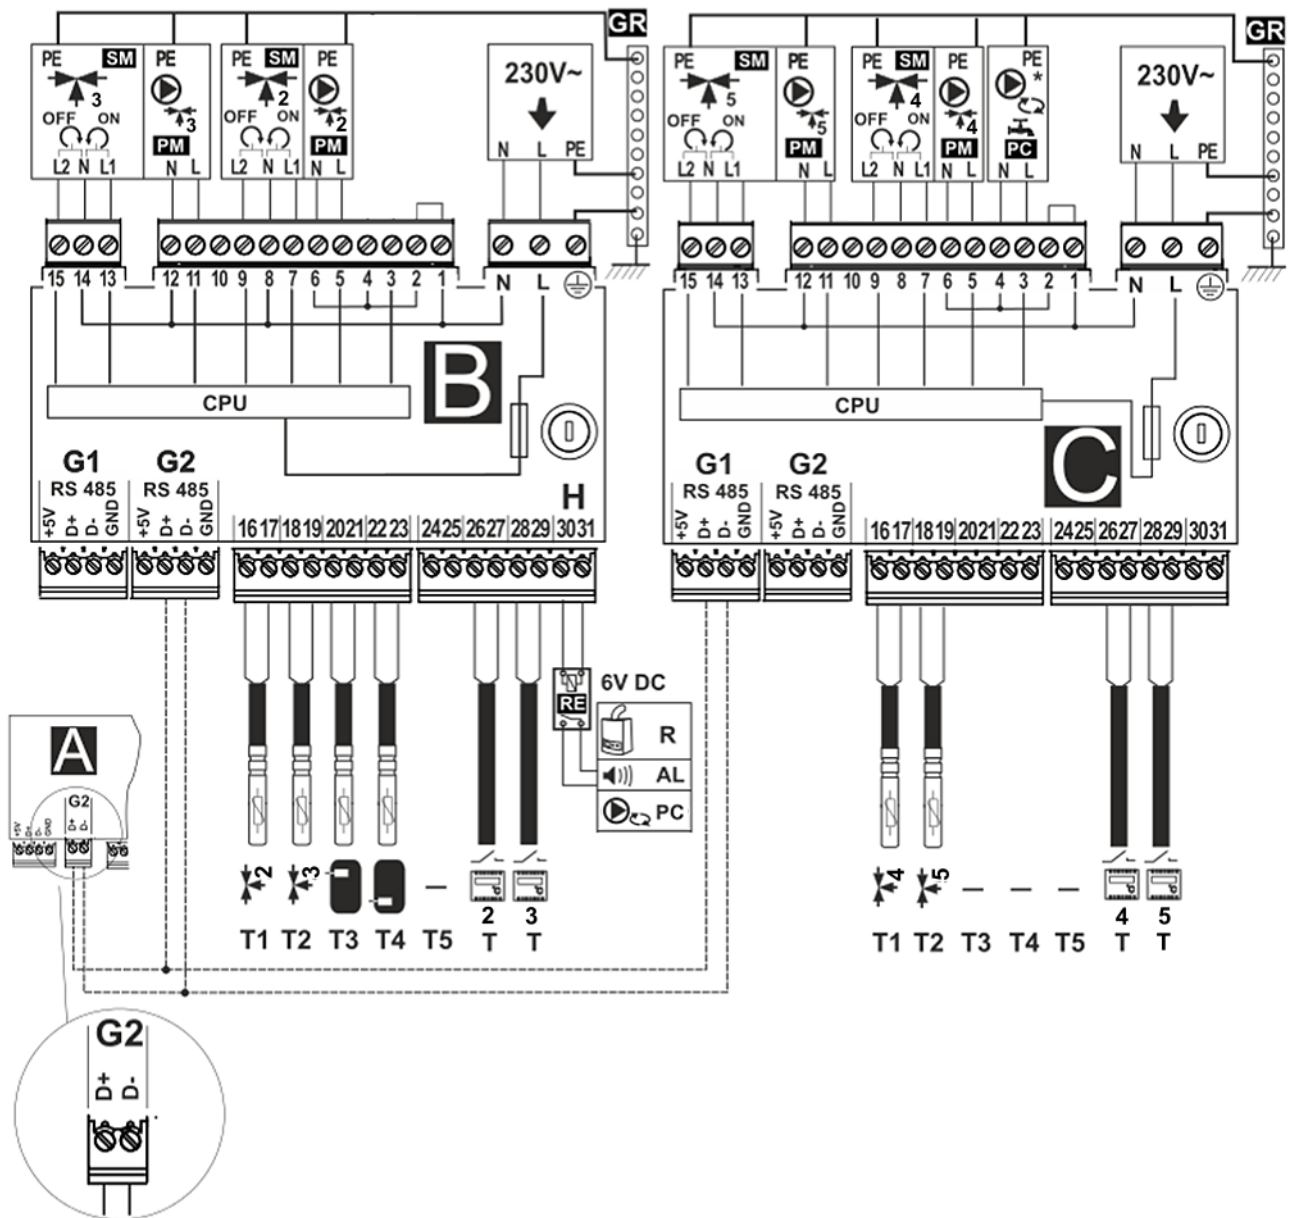 GR GR
PE SM PE PE SM PE
230V~
PE SM PE PE SM PE PE
230V~
3 3 2 2
5 5 4 4 *
OFF ON OFF ON
OFF ON OFF ON
PM PM
PM PM PC
L2 N L1 N L L2 N L1 N L
N L PE
L2 N L1 N L L2 N L1 N L N L
N L PE
15 14 13 12 11 10 9 8 7 6 5 4 3 2 1 N L
15 14 13 12 11 10 9 8 7 6 5 4 3 2 1 N L
B
CPU
C
CPU
G1 G2 H
RS 485 RS 485
+5V D+ D- GND +5V D+ D- GND
16 17 18 19 20 21 22 23 24 25 26 27 28 29 30 31
G1 G2
RS 485 RS 485
+5V D+ D- GND +5V D+ D- GND
16 17 18 19 20 21 22 23 24 25 26 27 28 29 30 31
6V DC
RE
R
AL
PC
A
G2
+5V D+ D- GND D+ D-
2 3 –
4 5 – – –
2 3
4 5
T1 T2 T3 T4 T5 T T
T1 T2 T3 T4 T5 T T
G2
D+ D-